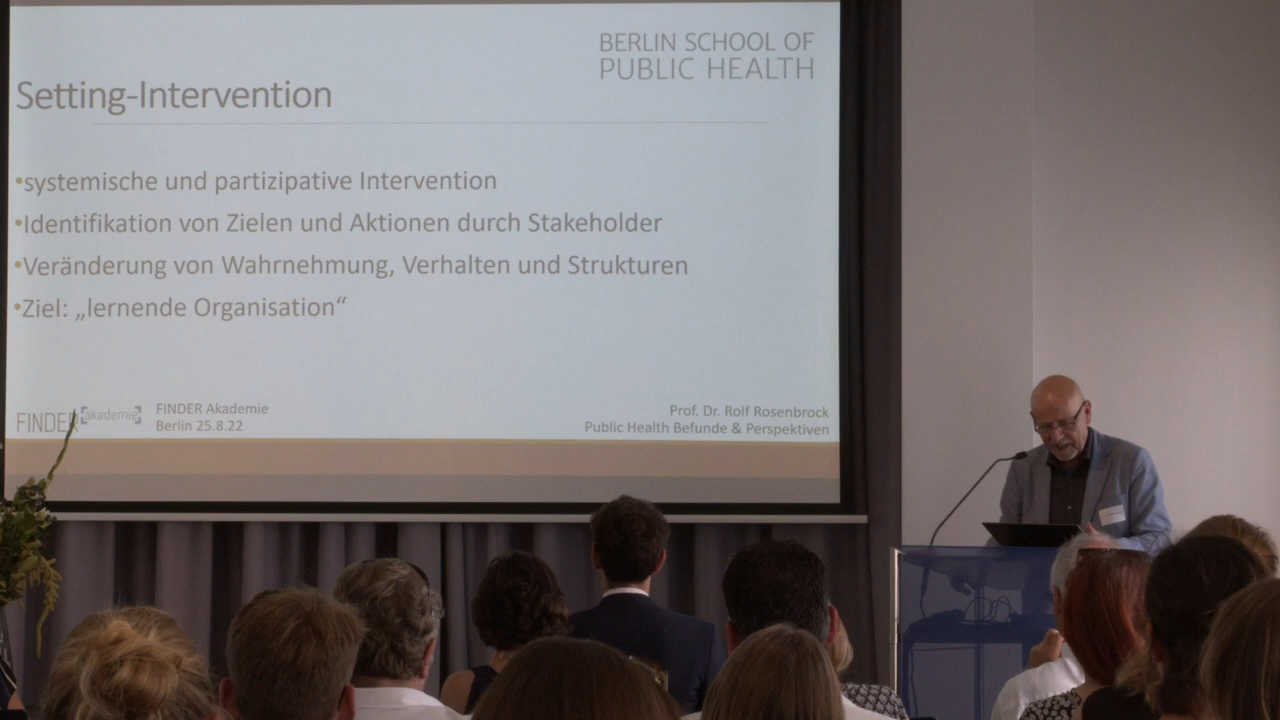 BERLIN SCHOOL OF
PUBLIC HEALTH
Setting-Intervention
•systemische und partizipative Intervention
•Identifikation von Zielen und Aktionen durch Stakeholder
•Veränderung von Wahrnehmung, Verhalten und Strukturen
•Ziel: „lernende Organisation“
FINDER akademie
FINDER Akademie
Berlin 25.8.22
Prof. Dr. Rolf Rosenbrock
Public Health Befunde & Perspektiven